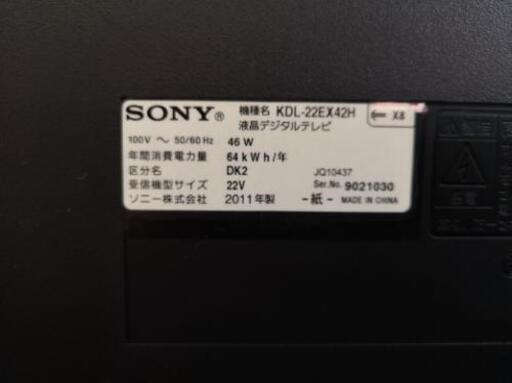 SONY® 機種名 KDL-22EX42H
液晶デジタルテレビ
X8
100V ～ 50/60Hz 46 W
年間消費電力量 64 kWh/年
区分名 DK2 JQ10437
受信機型サイズ 22V Ser.No. 9021030
ソニー株式会社 2011年製 -紙- MADE IN CHINA